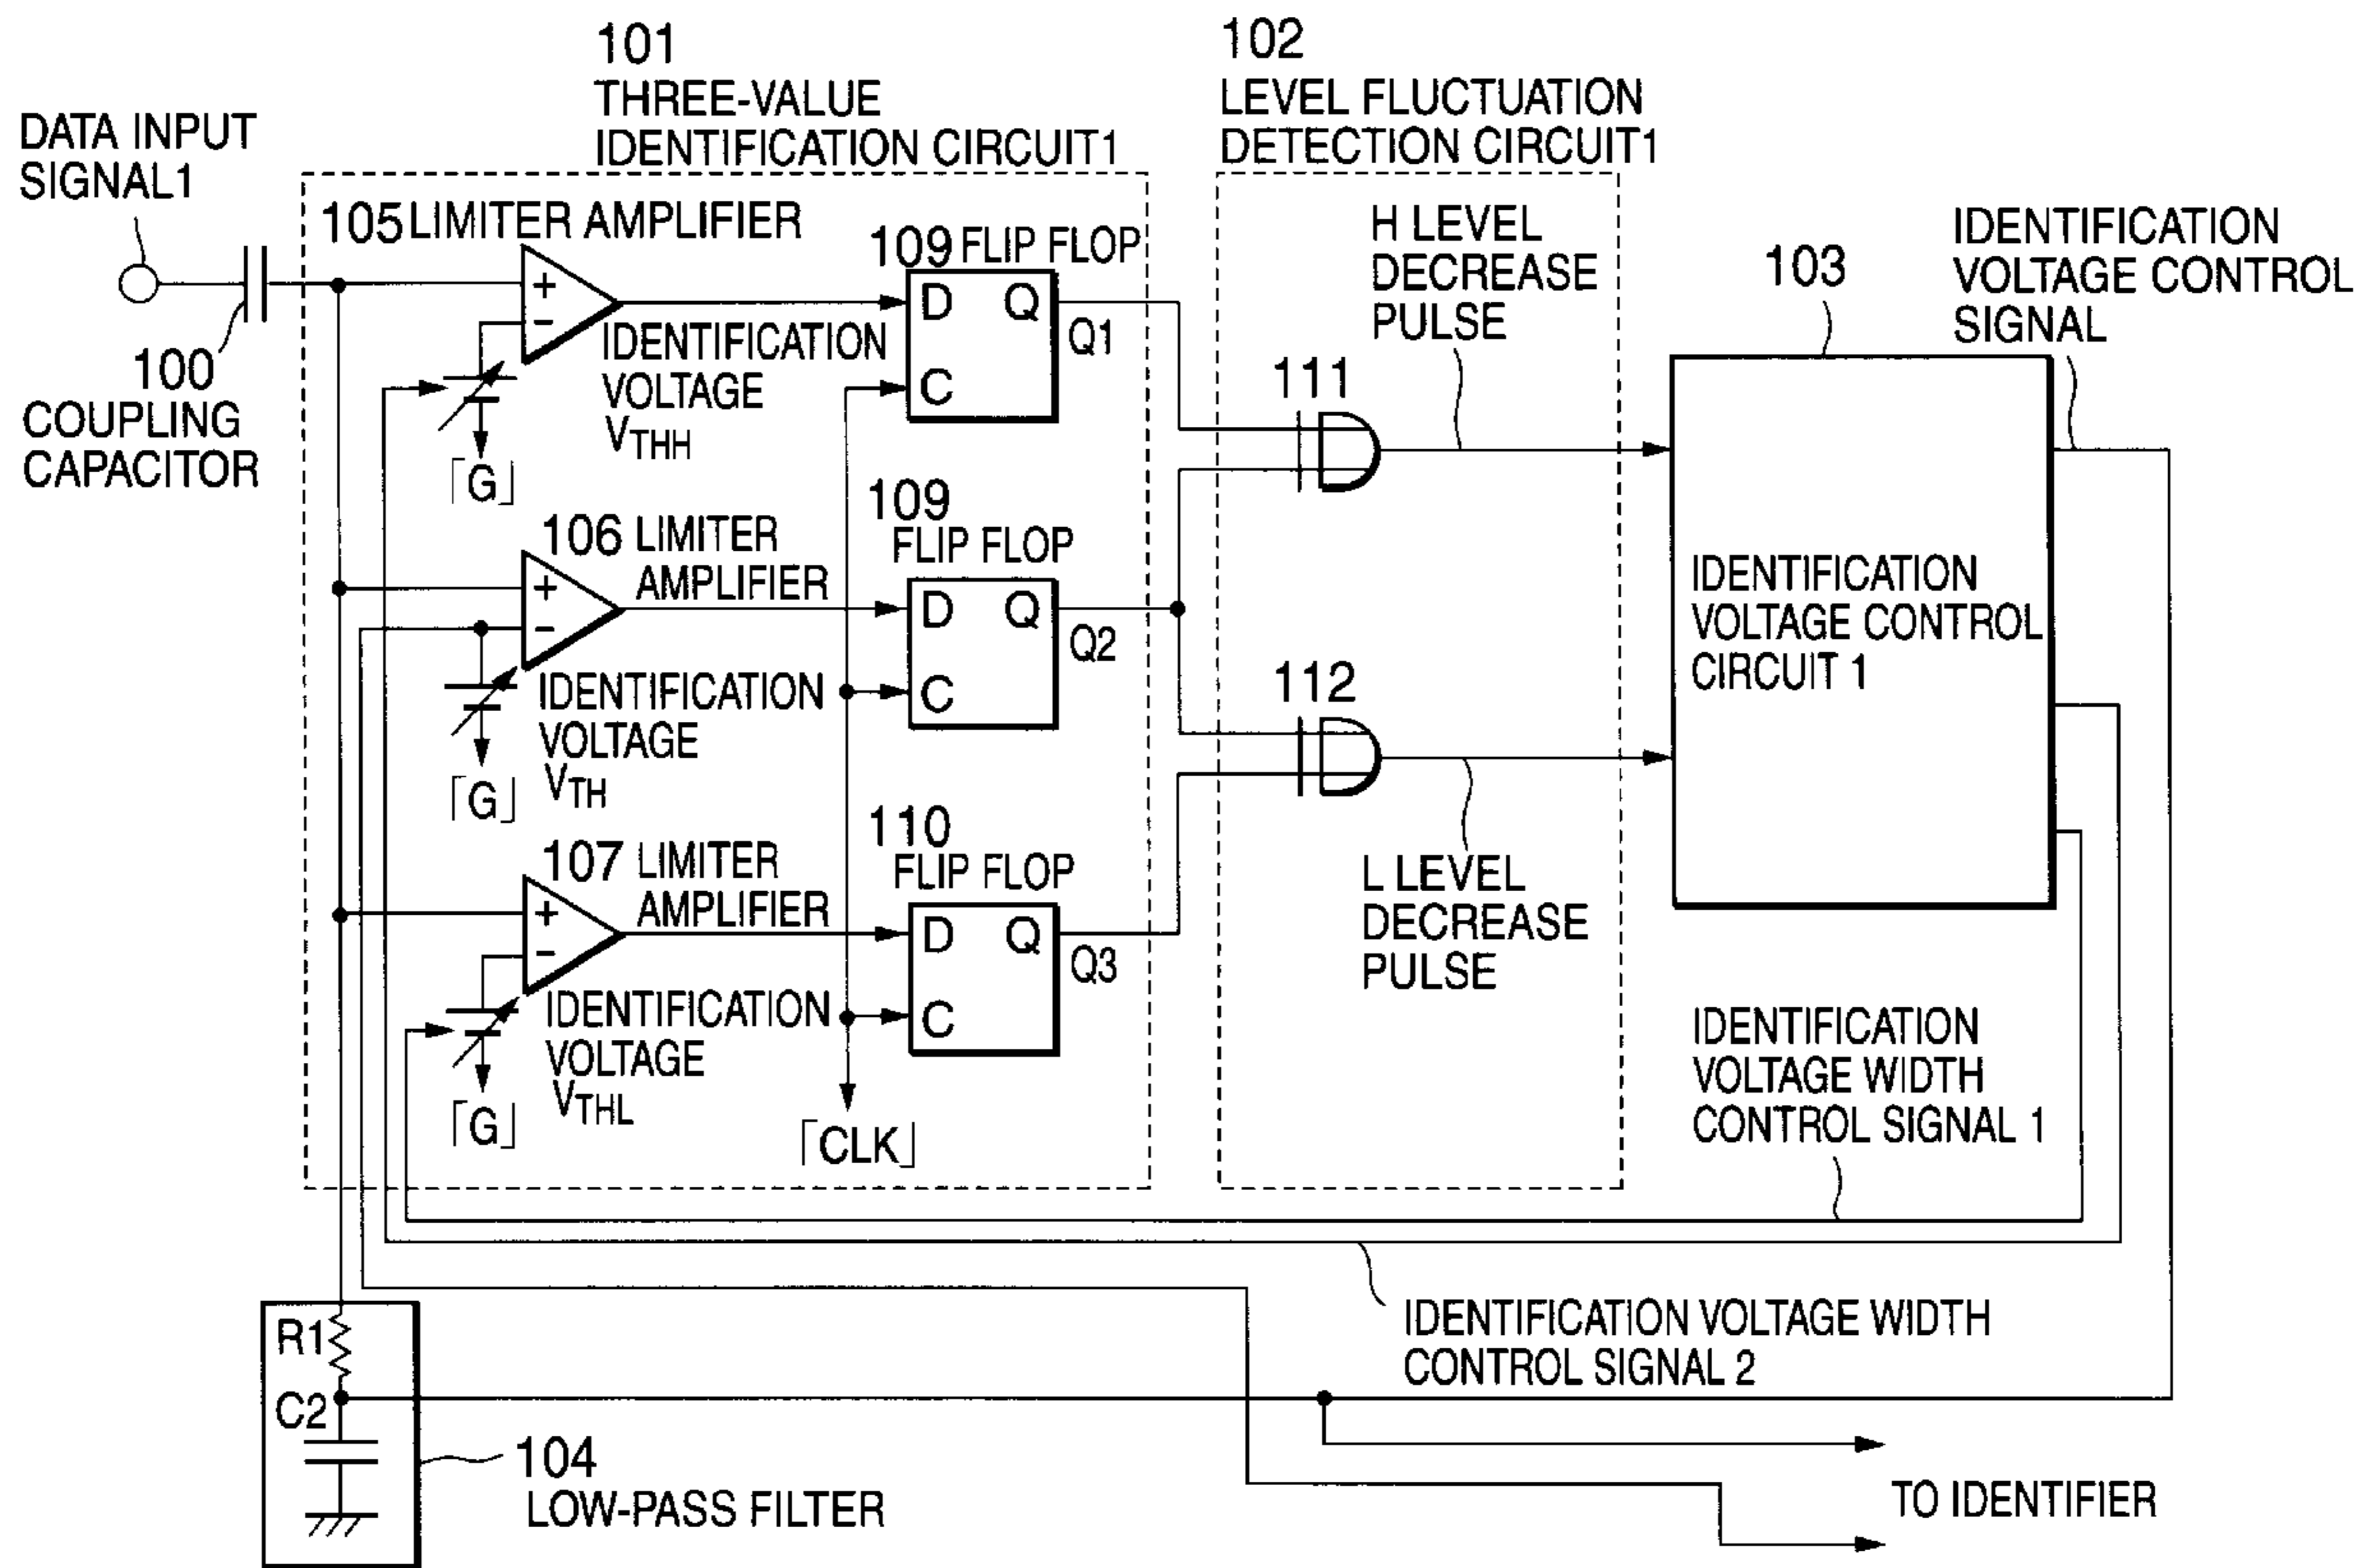 101
THREE-VALUE
IDENTIFICATION CIRCUIT1
102
LEVEL FLUCTUATION
DETECTION CIRCUIT1
DATA INPUT
SIGNAL1
100
COUPLING
CAPACITOR
105 LIMITER AMPLIFIER
+
-
IDENTIFICATION
VOLTAGE
VTHH
「G」
109 FLIP FLOP
D Q
C
Q1
106 LIMITER
AMPLIFIER
+
-
IDENTIFICATION
VOLTAGE
VTH
「G」
109
FLIP FLOP
D Q
C
Q2
107 LIMITER
AMPLIFIER
+
-
IDENTIFICATION
VOLTAGE
VTHL
「G」
110
FLIP FLOP
D Q
C
Q3
「CLK」
H LEVEL
DECREASE
PULSE
111
112
L LEVEL
DECREASE
PULSE
103
IDENTIFICATION
VOLTAGE CONTROL
CIRCUIT 1
IDENTIFICATION
VOLTAGE CONTROL
SIGNAL
IDENTIFICATION
VOLTAGE WIDTH
CONTROL SIGNAL 1
IDENTIFICATION VOLTAGE WIDTH
CONTROL SIGNAL 2
R1
C2
104
LOW-PASS FILTER
TO IDENTIFIER